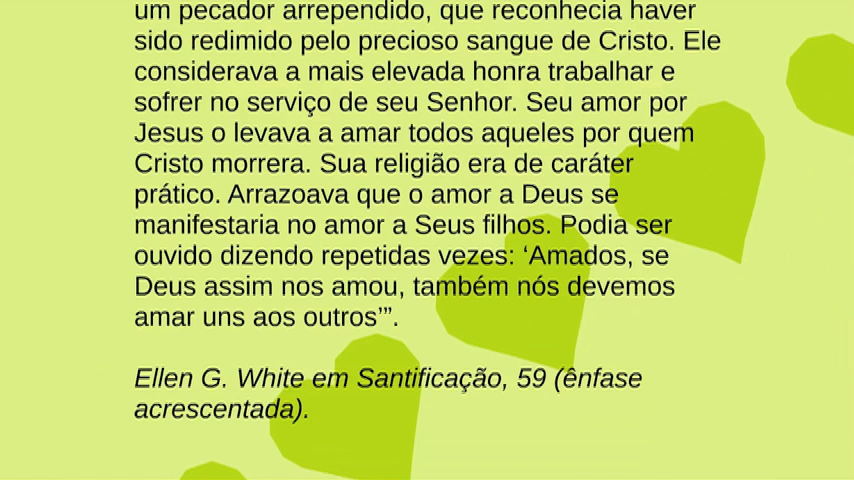 um pecador arrependido, que reconhecia haver
sido redimido pelo precioso sangue de Cristo. Ele
considerava a mais elevada honra trabalhar e
sofrer no serviço de seu Senhor. Seu amor por
Jesus o levava a amar todos aqueles por quem
Cristo morrera. Sua religião era de caráter
prático. Arrazoava que o amor a Deus se
manifestaria no amor a Seus filhos. Podia ser
ouvido dizendo repetidas vezes: ‘Amados, se
Deus assim nos amou, também nós devemos
amar uns aos outros’”.
Ellen G. White em Santificação, 59 (ênfase
acrescentada).